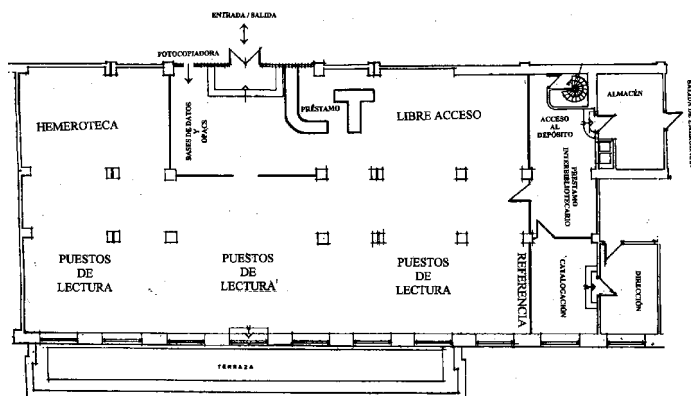 ENTRADA / SALIDA
FOTOCOPIADORA
HEMEROTECA
BASES DE DATOS
Y
OPACS
PRÉSTAMO
LIBRE ACCESO
ACCESO
AL
DEPÓSITO
ALMACÉN
PRÉSTAMO
INTERBIBLIOTECARIO
PUESTOS
DE
LECTURA
PUESTOS
DE
LECTURA
PUESTOS
DE
LECTURA
REFERENCIA
CATALOGACIÓN
DIRECCIÓN
TERRAZA